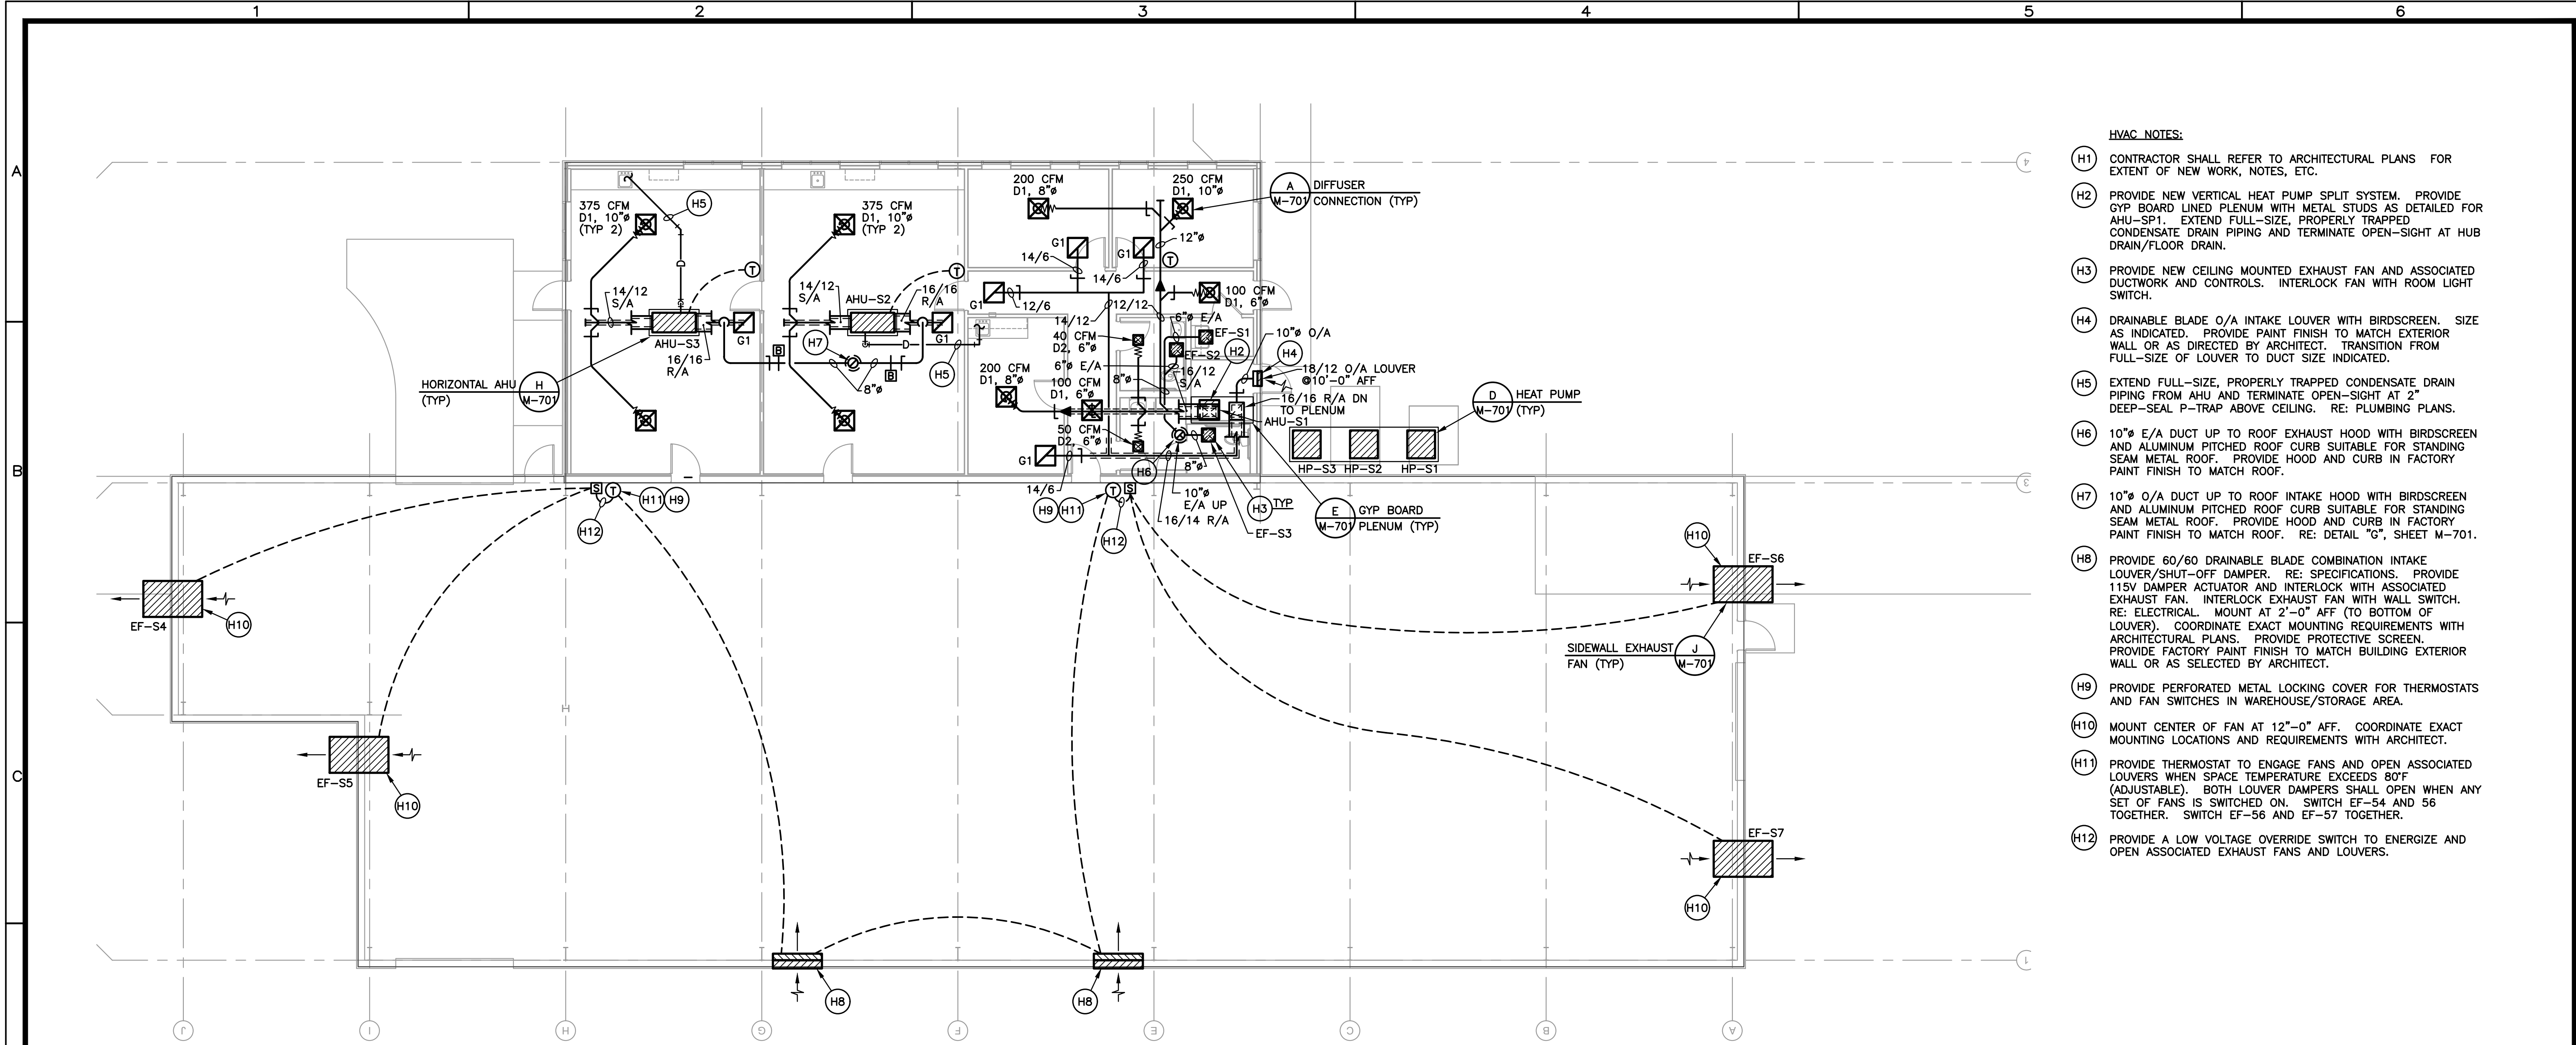 1 2 3 4 5 6
A
B
C
HVAC NOTES:
H1 CONTRACTOR SHALL REFER TO ARCHITECTURAL PLANS FOR
EXTENT OF NEW WORK, NOTES, ETC.
H2 PROVIDE NEW VERTICAL HEAT PUMP SPLIT SYSTEM. PROVIDE
GYP BOARD LINED PLENUM WITH METAL STUDS AS DETAILED FOR
AHU-SP1. EXTEND FULL-SIZE, PROPERLY TRAPPED
CONDENSATE DRAIN PIPING AND TERMINATE OPEN-SIGHT AT HUB
DRAIN/FLOOR DRAIN.
H3 PROVIDE NEW CEILING MOUNTED EXHAUST FAN AND ASSOCIATED
DUCTWORK AND CONTROLS. INTERLOCK FAN WITH ROOM LIGHT
SWITCH.
H4 DRAINABLE BLADE O/A INTAKE LOUVER WITH BIRDSCREEN. SIZE
AS INDICATED. PROVIDE PAINT FINISH TO MATCH EXTERIOR
WALL OR AS DIRECTED BY ARCHITECT. TRANSITION FROM
FULL-SIZE OF LOUVER TO DUCT SIZE INDICATED.
H5 EXTEND FULL-SIZE, PROPERLY TRAPPED CONDENSATE DRAIN
PIPING FROM AHU AND TERMINATE OPEN-SIGHT AT 2"
DEEP-SEAL P-TRAP ABOVE CEILING. RE: PLUMBING PLANS.
H6 10"ø E/A DUCT UP TO ROOF EXHAUST HOOD WITH BIRDSCREEN
AND ALUMINUM PITCHED ROOF CURB SUITABLE FOR STANDING
SEAM METAL ROOF. PROVIDE HOOD AND CURB IN FACTORY
PAINT FINISH TO MATCH ROOF.
H7 10"ø O/A DUCT UP TO ROOF INTAKE HOOD WITH BIRDSCREEN
AND ALUMINUM PITCHED ROOF CURB SUITABLE FOR STANDING
SEAM METAL ROOF. PROVIDE HOOD AND CURB IN FACTORY
PAINT FINISH TO MATCH ROOF. RE: DETAIL "G", SHEET M-701.
H8 PROVIDE 60/60 DRAINABLE BLADE COMBINATION INTAKE
LOUVER/SHUT-OFF DAMPER. RE: SPECIFICATIONS. PROVIDE
115V DAMPER ACTUATOR AND INTERLOCK WITH ASSOCIATED
EXHAUST FAN. INTERLOCK EXHAUST FAN WITH WALL SWITCH.
RE: ELECTRICAL. MOUNT AT 2'-0" AFF (TO BOTTOM OF
LOUVER). COORDINATE EXACT MOUNTING REQUIREMENTS WITH
ARCHITECTURAL PLANS. PROVIDE PROTECTIVE SCREEN.
PROVIDE FACTORY PAINT FINISH TO MATCH BUILDING EXTERIOR
WALL OR AS SELECTED BY ARCHITECT.
H9 PROVIDE PERFORATED METAL LOCKING COVER FOR THERMOSTATS
AND FAN SWITCHES IN WAREHOUSE/STORAGE AREA.
H10 MOUNT CENTER OF FAN AT 12"-0" AFF. COORDINATE EXACT
MOUNTING LOCATIONS AND REQUIREMENTS WITH ARCHITECT.
H11 PROVIDE THERMOSTAT TO ENGAGE FANS AND OPEN ASSOCIATED
LOUVERS WHEN SPACE TEMPERATURE EXCEEDS 80°F
(ADJUSTABLE). BOTH LOUVER DAMPERS SHALL OPEN WHEN ANY
SET OF FANS IS SWITCHED ON. SWITCH EF-54 AND 56
TOGETHER. SWITCH EF-56 AND EF-57 TOGETHER.
H12 PROVIDE A LOW VOLTAGE OVERRIDE SWITCH TO ENERGIZE AND
OPEN ASSOCIATED EXHAUST FANS AND LOUVERS.
4
3
1
375 CFM
D1, 10"ø
(TYP 2)
H5
D
T
14/12
S/A
AHU-S3
G1
16/16
R/A
B
HORIZONTAL AHU
(TYP)
H
M-701
375 CFM
D1, 10"ø
(TYP 2)
T
14/12
S/A
AHU-S2
16/16
R/A
G1
D
H7
8"ø
B
H5
200 CFM
D1, 8"ø
250 CFM
D1, 10"ø
A
M-701
DIFFUSER
CONNECTION (TYP)
G1
G1
12"ø
14/6
14/6
T
G1
12/6
100 CFM
D1, 6"ø
14/12
12/12
6"ø E/A
EF-S1
10"ø O/A
40 CFM
D2, 6"ø
EF-S2
H2
H4
6"ø E/A
18/12 O/A LOUVER
@10'-0" AFF
200 CFM
D1, 8"ø
8"ø
16/12
S/A
100 CFM
D1, 6"ø
16/16 R/A DN
TO PLENUM
AHU-S1
50 CFM
D2, 6"ø
G1
H6
8"ø
14/6
10"ø
E/A UP
16/14 R/A
H3 TYP
EF-S3
E
M-701
GYP BOARD
PLENUM (TYP)
D
M-701
HEAT PUMP
(TYP)
HP-S3 HP-S2 HP-S1
S T
H11 H9
H12
T S
H9 H11
H12
EF-S4
H10
EF-S5
H10
H10
EF-S6
SIDEWALL EXHAUST
FAN (TYP)
J
M-701
EF-S7
H10
H
H8
H8
J I H G F E C B A